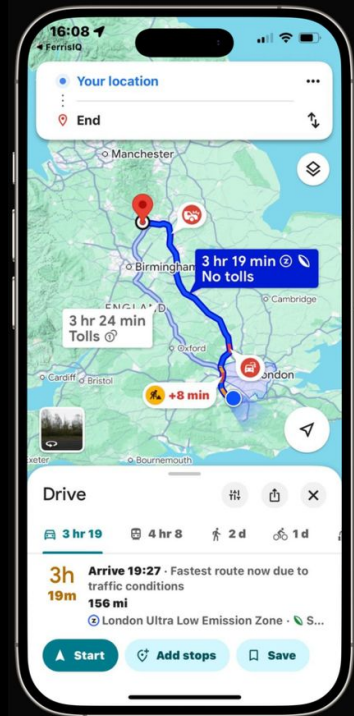 16:08
◀ FerrisIQ
Your location
End
Manchester
Birmingham
3 hr 19 min
No tolls
ENGLAND
Cambridge
3 hr 24 min
Tolls
Oxford
London
Cardiff
Bristol
+8 min
Exeter
Bournemouth
Drive
3 hr 19
4 hr 8
2 d
1 d
3h
19m
Arrive 19:27 · Fastest route now due to
traffic conditions
156 mi
London Ultra Low Emission Zone · S...
Start
Add stops
Save